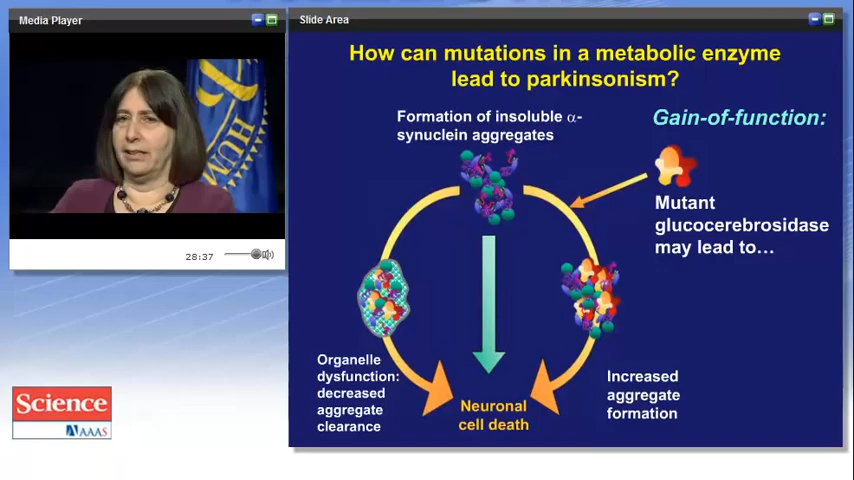 Media Player
28:37
Science
AAAS
Slide Area
How can mutations in a metabolic enzyme
lead to parkinsonism?
Formation of insoluble α-
synuclein aggregates
Gain-of-function:
Mutant
glucocerebrosidase
may lead to...
Organelle
dysfunction:
decreased
aggregate
clearance
Neuronal
cell death
Increased
aggregate
formation